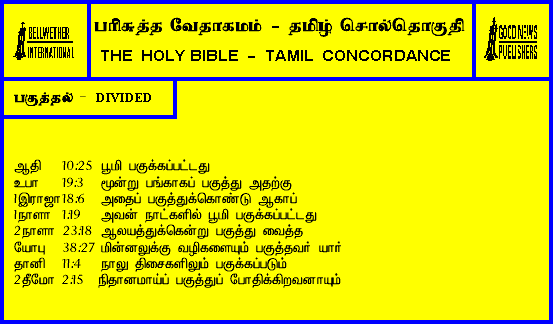 BELLWETHER
INTERNATIONAL
பரிசுத்த வேதாகமம் - தமிழ் சொல்தொகுதி
THE HOLY BIBLE - TAMIL CONCORDANCE
GOOD NEWS
PUBLISHERS
பகுத்தல் - DIVIDED
ஆதி 10:25 பூமி பகுக்கப்பட்டது
உபா 19:3 மூன்று பங்காகப் பகுத்து அதற்கு
1இராஜா 18:6 அதைப் பகுத்துக்கொண்டு ஆகாப்
1நாளா 1:19 அவன் நாட்களில் பூமி பகுக்கப்பட்டது
2நாளா 23:18 ஆலயத்துக்கென்று பகுத்து வைத்த
யோபு 38:27 மின்னலுக்கு வழிகளையும் பகுத்தவர் யார்
தானி 11:4 நாலு திசைகளிலும் பகுக்கப்படும்
2தீமோ 2:15 நிதானமாய்ப் பகுத்துப் போதிக்கிறவனாயும்